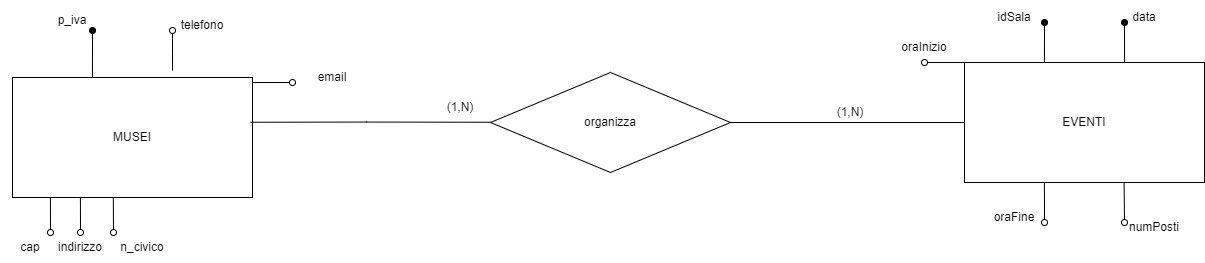 p_iva
telefono
email
MUSEI
cap
indirizzo
n_civico
(1,N)
organizza
(1,N)
idSala
data
oraInizio
EVENTI
oraFine
numPosti